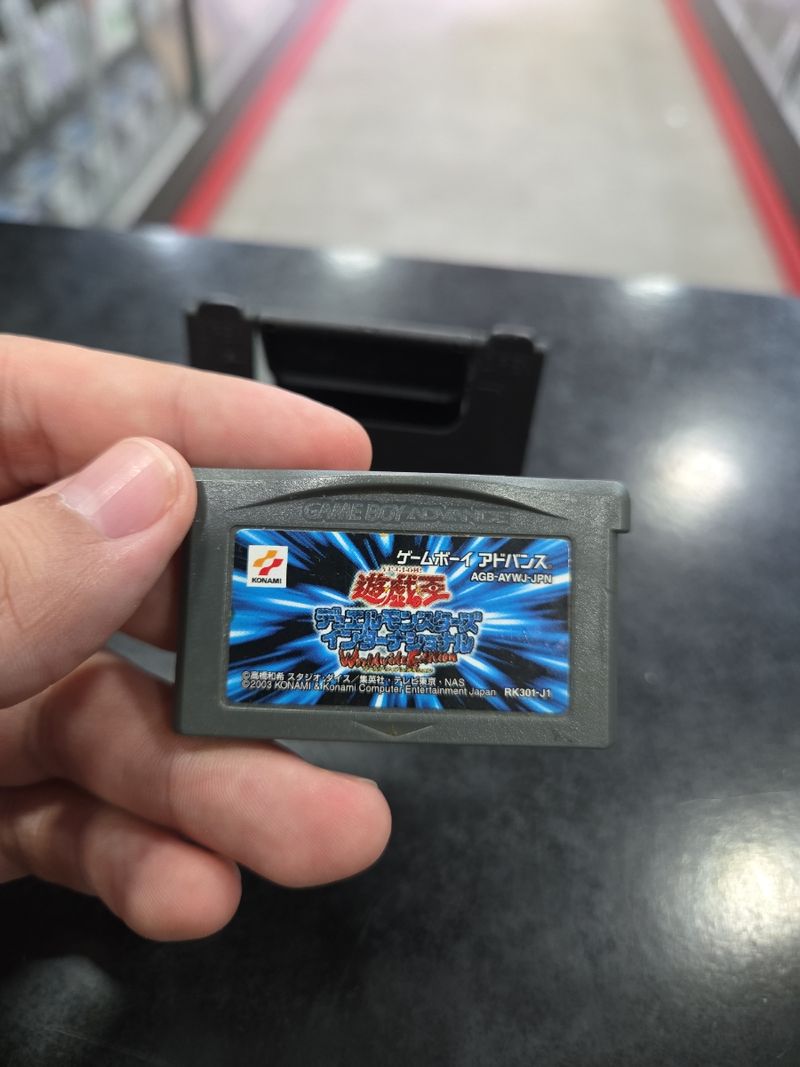 GAME BOY ADVANCE
KONAMI
ゲームボーイ アドバンス
AGB-AYWJ-JPN
遊戯王
デュエルモンスターズ
インターナショナル
Worldwide Edition
©高橋和希 スタジオ・ダイス／集英社・テレビ東京・NAS
©2003 KONAMI & Konami Computer Entertainment Japan RK301-J1